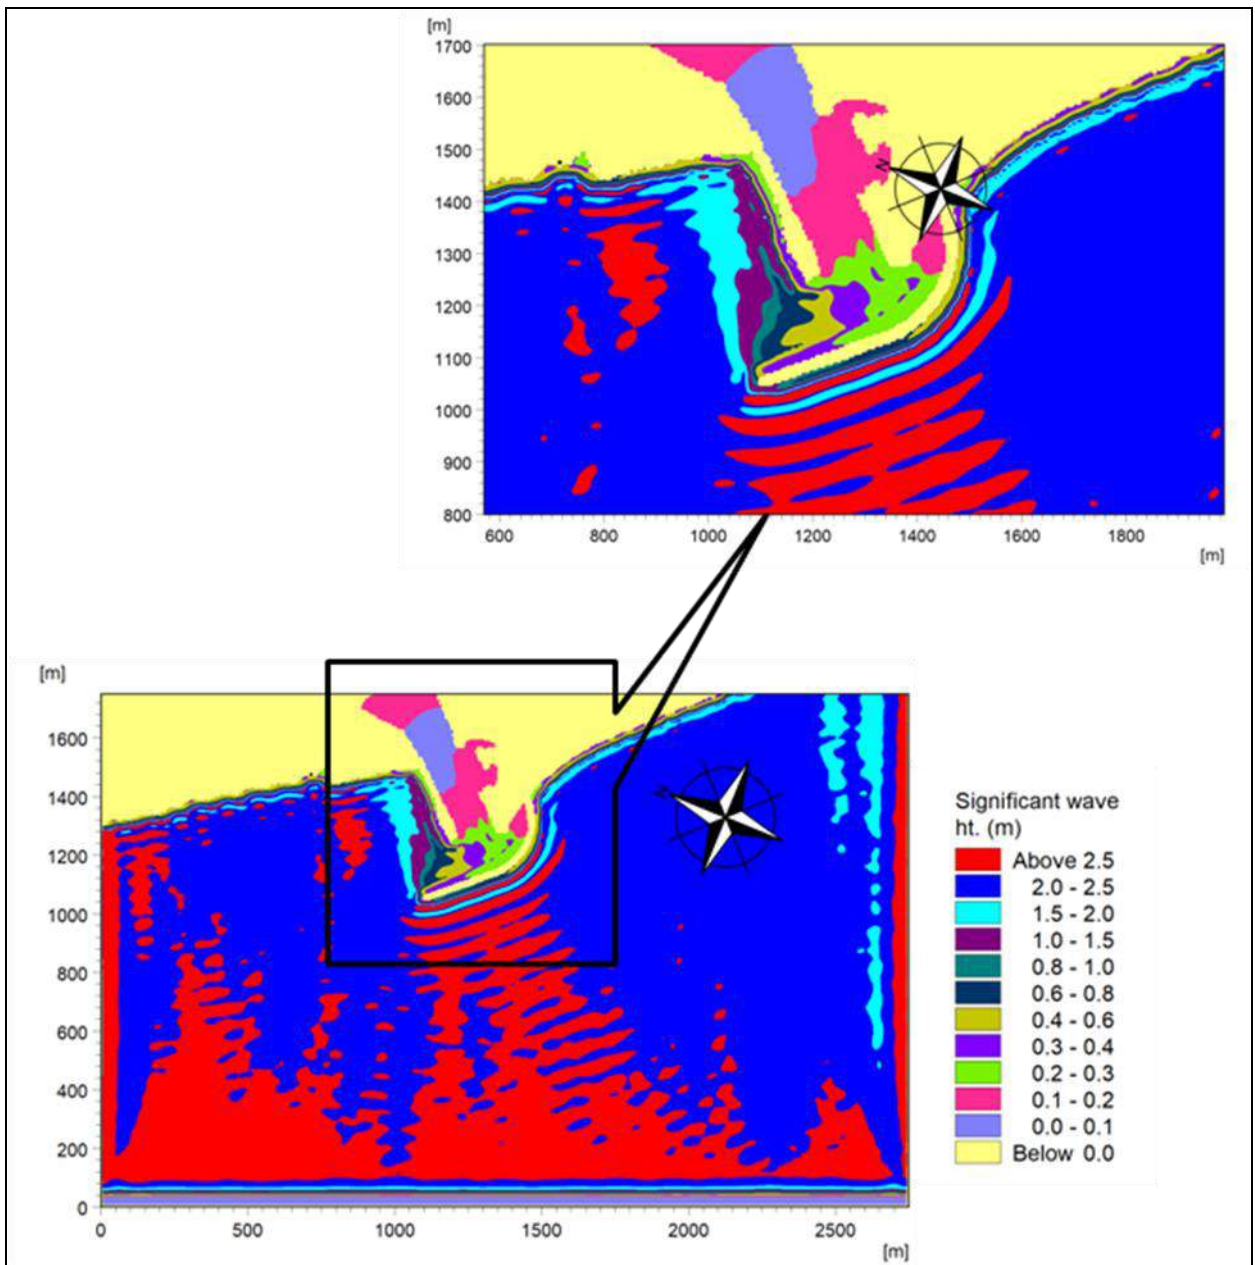 [m]
1700
1600
1500
N
1400
1300
1200
1100
1000
900
800
600 800 1000 1200 1400 1600 1800
[m]
[m]
1600
1400
N
1200
1000
800
600
400
200
0
0 500 1000 1500 2000 2500
[m]
Significant wave
ht. (m)
Above 2.5
2.0 - 2.5
1.5 - 2.0
1.0 - 1.5
0.8 - 1.0
0.6 - 0.8
0.4 - 0.6
0.3 - 0.4
0.2 - 0.3
0.1 - 0.2
0.0 - 0.1
Below 0.0